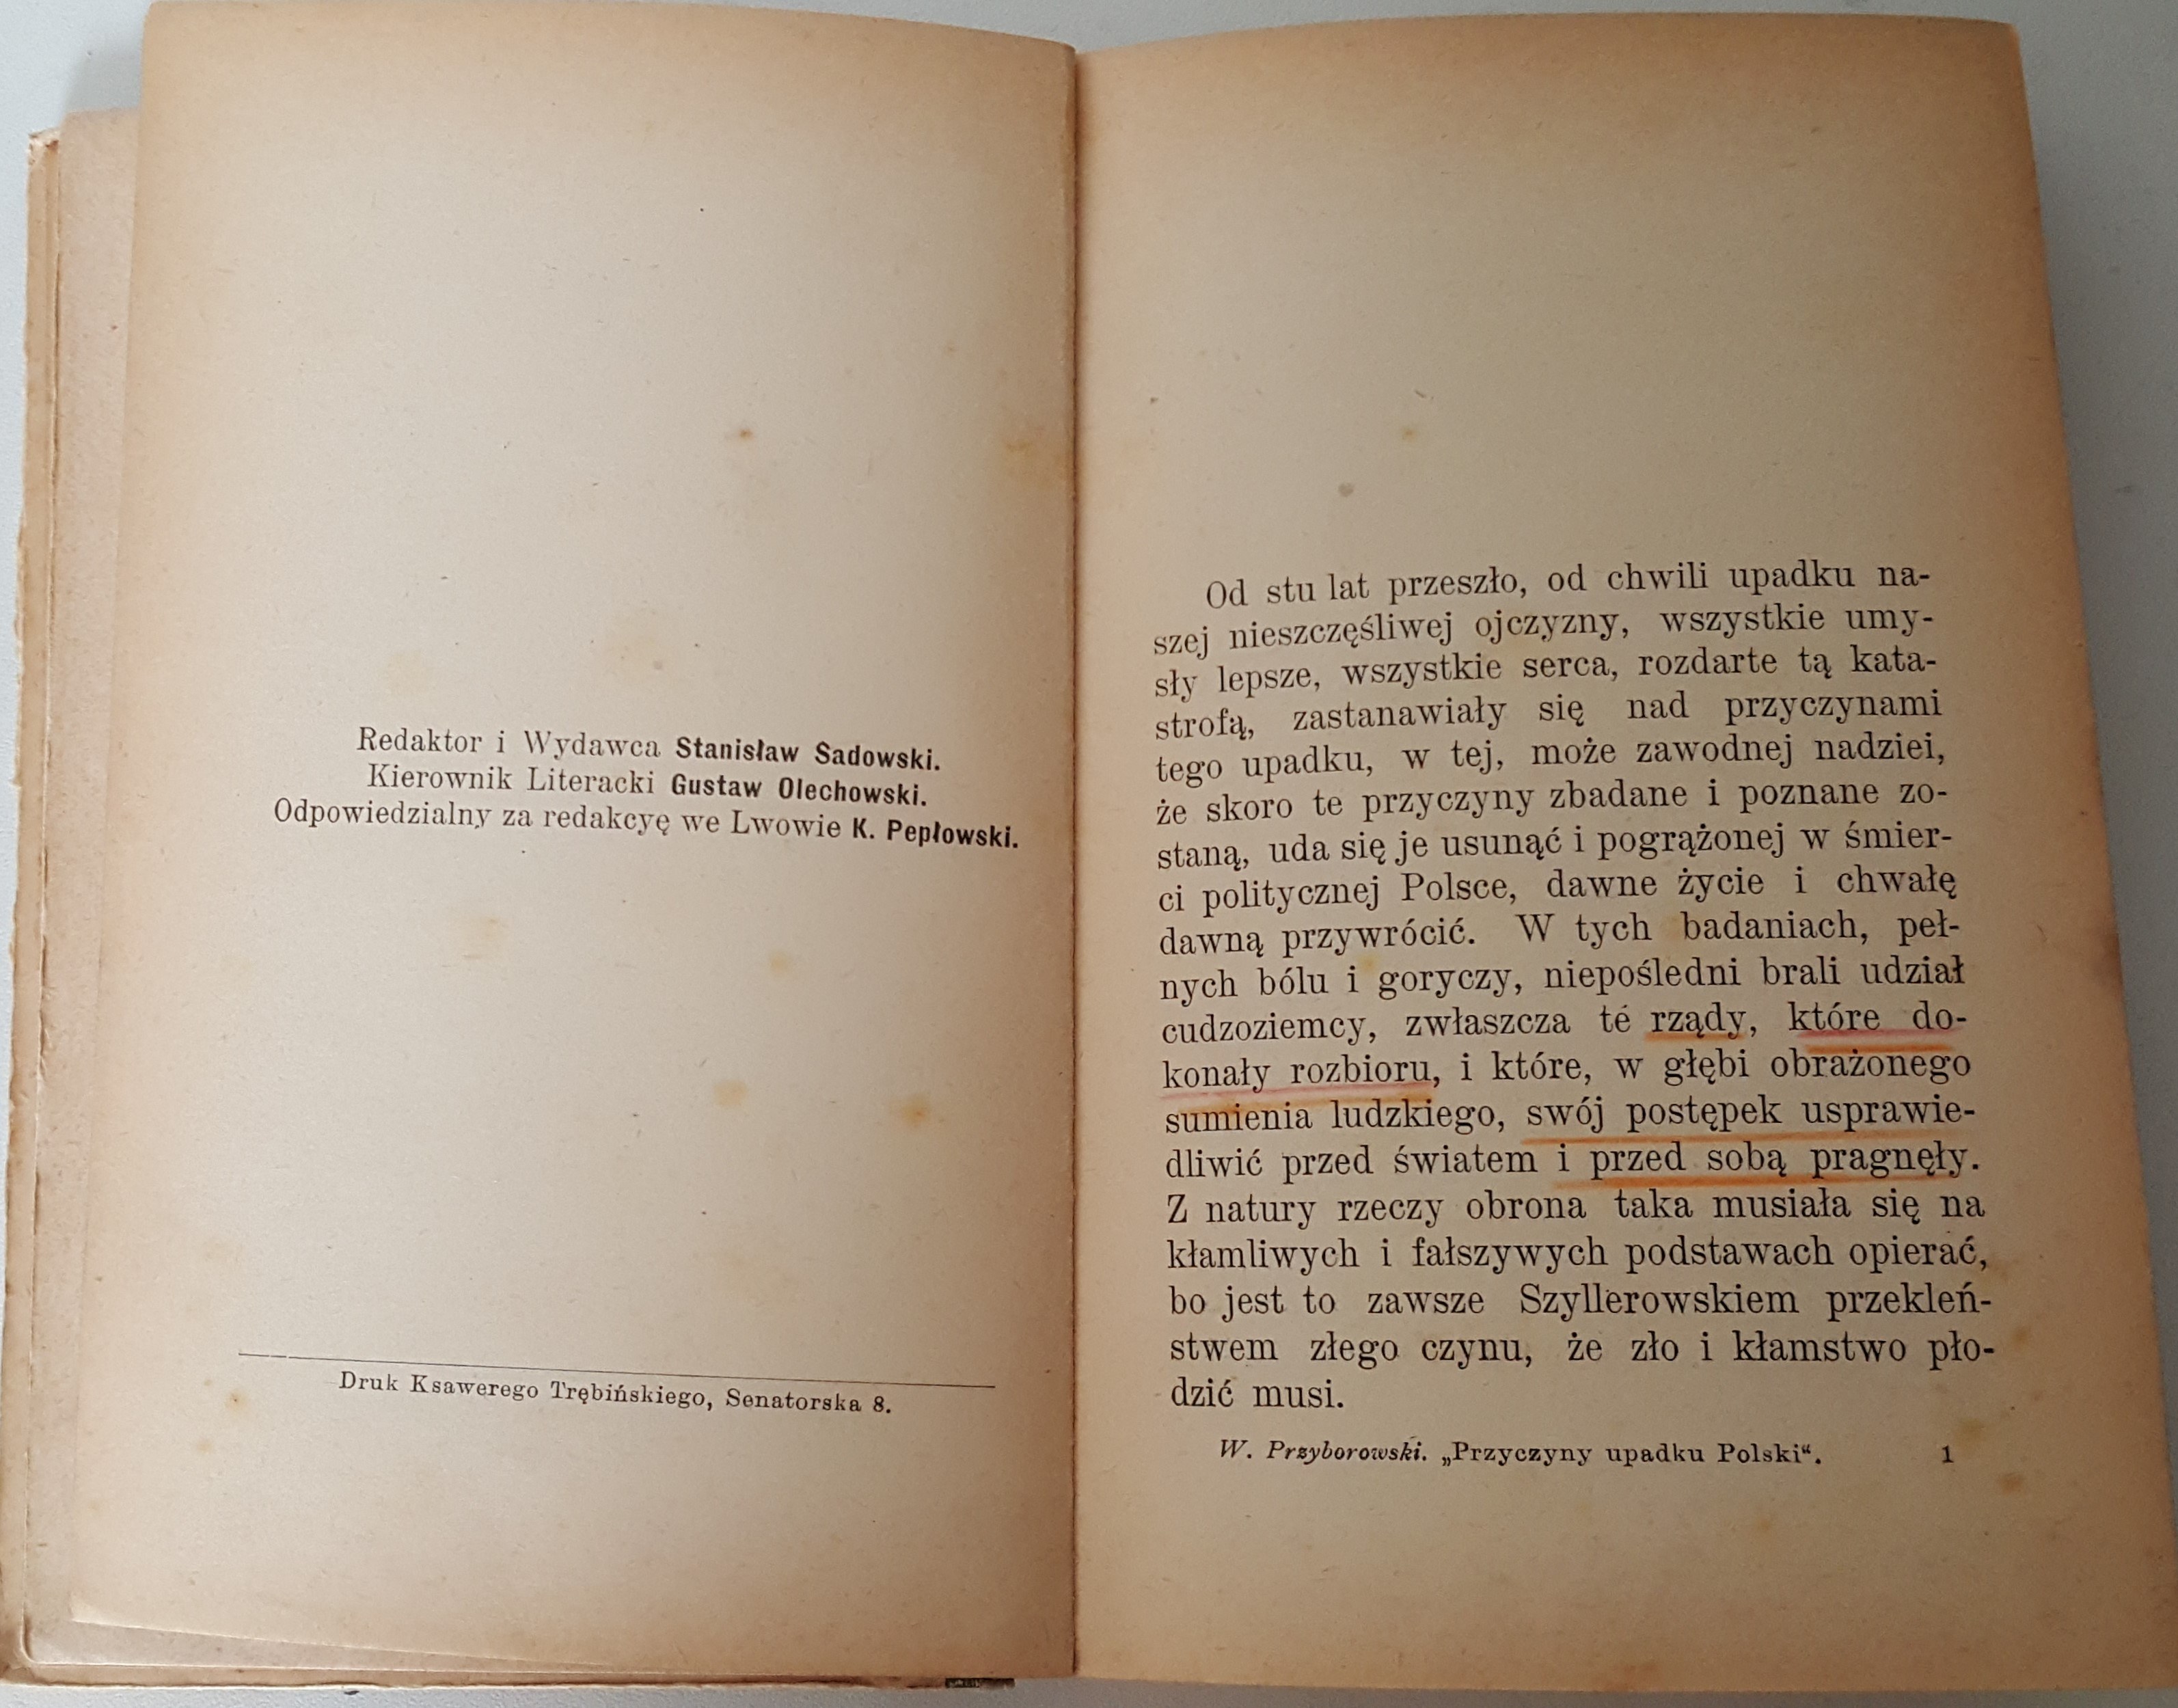 Redaktor i Wydawca Stanisław Sadowski.
Kierownik Literacki Gustaw Olechowski.
Odpowiedzialny za redakcyę we Lwowie K. Pepłowski.
Druk Ksawerego Trębińskiego, Senatorska 8.
Od stu lat przeszło, od chwili upadku na-
szej nieszczęśliwej ojczyzny, wszystkie umy-
sły lepsze, wszystkie serca, rozdarte tą kata-
strofą, zastanawiały się nad przyczynami
tego upadku, w tej, może zawodnej nadziei,
że skoro te przyczyny zbadane i poznane zo-
staną, uda się je usunąć i pogrążonej w śmier-
ci politycznej Polsce, dawne życie i chwałę
dawną przywrócić. W tych badaniach, peł-
nych bólu i goryczy, niepośledni brali udział
cudzoziemcy, zwłaszcza te rządy, które do-
konały rozbioru, i które, w głębi obrażonego
sumienia ludzkiego, swój postępek usprawie-
dliwić przed światem i przed sobą pragnęły.
Z natury rzeczy obrona taka musiała się na
kłamliwych i fałszywych podstawach opierać,
bo jest to zawsze Szyllerowskiem przekleń-
stwem złego czynu, że zło i kłamstwo pło-
dzić musi.
W. Przyborowski. „Przyczyny upadku Polski“. 1